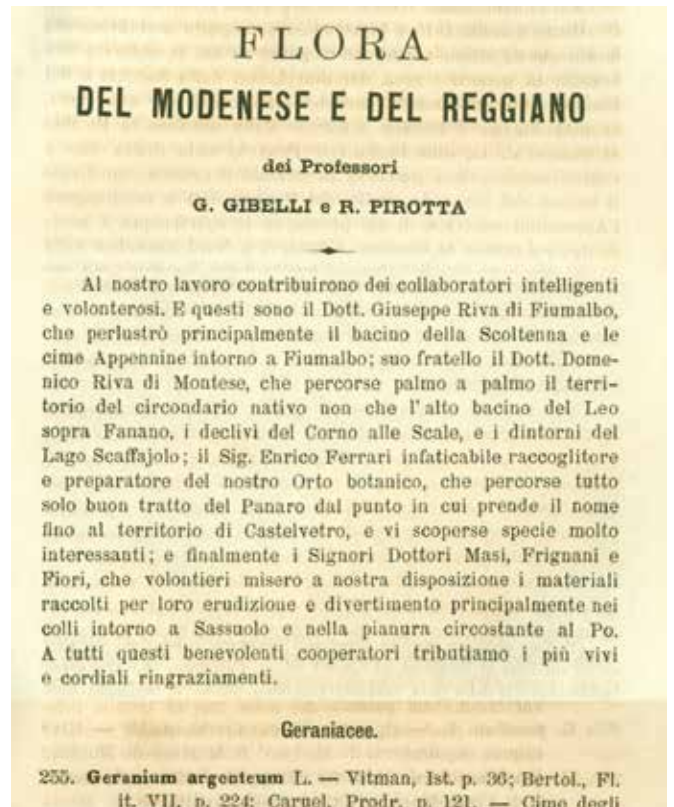 FLORA
DEL MODENESE E DEL REGGIANO
dei Professori
G. GIBELLI e R. PIROTTA
Al nostro lavoro contribuirono dei collaboratori intelligenti
e volonterosi. E questi sono il Dott. Giuseppe Riva di Fiumalbo,
che perlustrò principalmente il bacino della Scoltenna e le
cime Appennine intorno a Fiumalbo; suo fratello il Dott. Dome-
nico Riva di Montese, che percorse palmo a palmo il terri-
torio del circondario nativo non che l'alto bacino del Leo
sopra Fanano, i declivi del Corno alle Scale, e i dintorni del
Lago Scaffajolo; il Sig. Enrico Ferrari infaticabile raccoglitore
e preparatore del nostro Orto botanico, che percorse tutto
solo buon tratto del Panaro dal punto in cui prende il nome
fino al territorio di Castelvetro, e vi scoperse specie molto
interessanti; e finalmente i Signori Dottori Masi, Frignani e
Fiori, che volontieri misero a nostra disposizione i materiali
raccolti per loro erudizione e divertimento principalmente nei
colli intorno a Sassuolo e nella pianura circostante al Po.
A tutti questi benevolenti cooperatori tributiamo i più vivi
e cordiali ringraziamenti.
Geraniacee.
255. Geranium argenteum L. — Vitman, Ist. p. 36; Bertol., Fl.
it. VII. p. 224; Caruel, Prodr. p. 121. — Cime degli